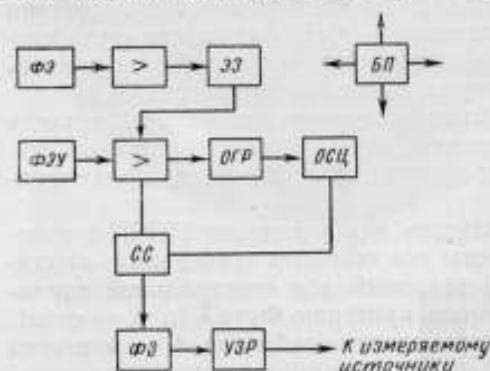 ФЭ > ЭЗ БП
ФЭУ > ОГР ОСЦ
СС
ФЗ УЗР К измеряемому
источнику